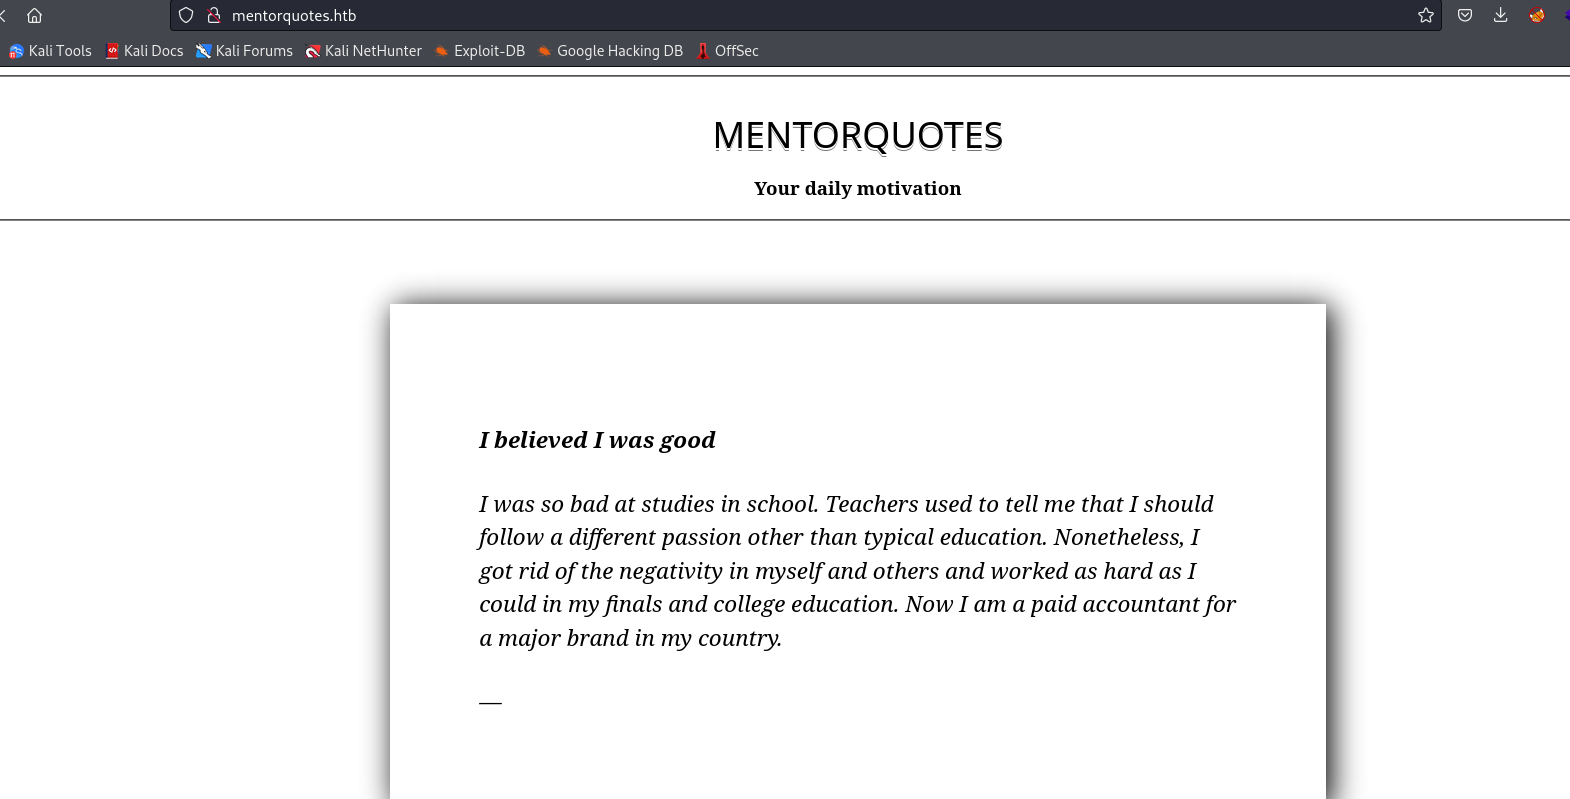 mentorquotes.htb
Kali Tools Kali Docs Kali Forums Kali NetHunter Exploit-DB Google Hacking DB OffSec
MENTORQUOTES
Your daily motivation
I believed I was good
I was so bad at studies in school. Teachers used to tell me that I should
follow a different passion other than typical education. Nonetheless, I
got rid of the negativity in myself and others and worked as hard as I
could in my finals and college education. Now I am a paid accountant for
a major brand in my country.
—